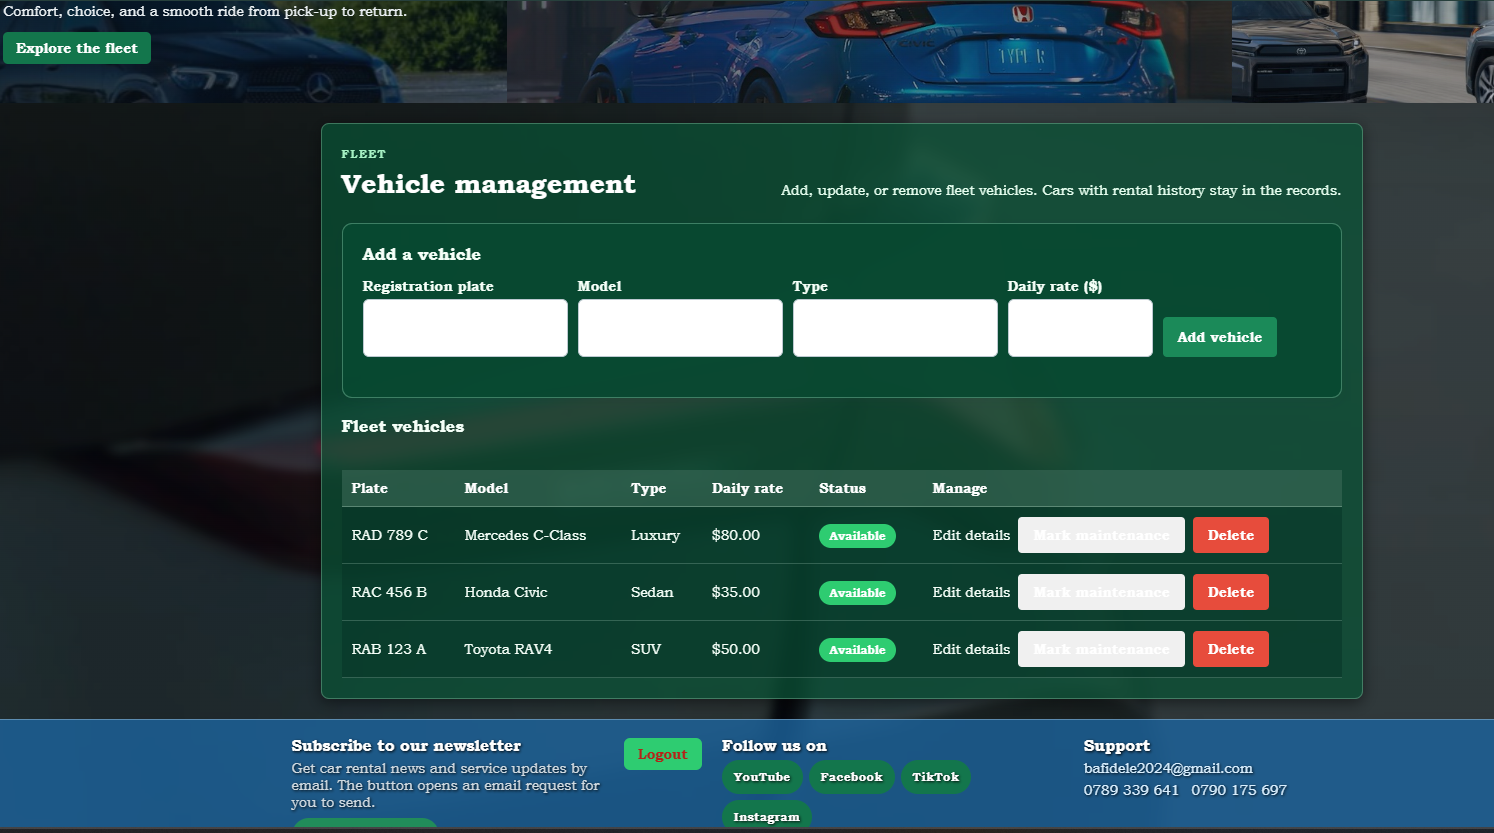 Comfort, choice, and a smooth ride from pick-up to return.
Explore the fleet
CIVIC
TYPE R
FLEET
Vehicle management
Add, update, or remove fleet vehicles. Cars with rental history stay in the records.
Add a vehicle
Registration plate Model Type Daily rate ($)
Add vehicle
Fleet vehicles
Plate Model Type Daily rate Status Manage
RAD 789 C Mercedes C-Class Luxury $80.00 Available Edit details Mark maintenance Delete
RAC 456 B Honda Civic Sedan $35.00 Available Edit details Mark maintenance Delete
RAB 123 A Toyota RAV4 SUV $50.00 Available Edit details Mark maintenance Delete
Subscribe to our newsletter
Get car rental news and service updates by
email. The button opens an email request for
you to send.
Logout
Follow us on
YouTube Facebook TikTok
Instagram
Support
bafidele2024@gmail.com
0789 339 641 0790 175 697